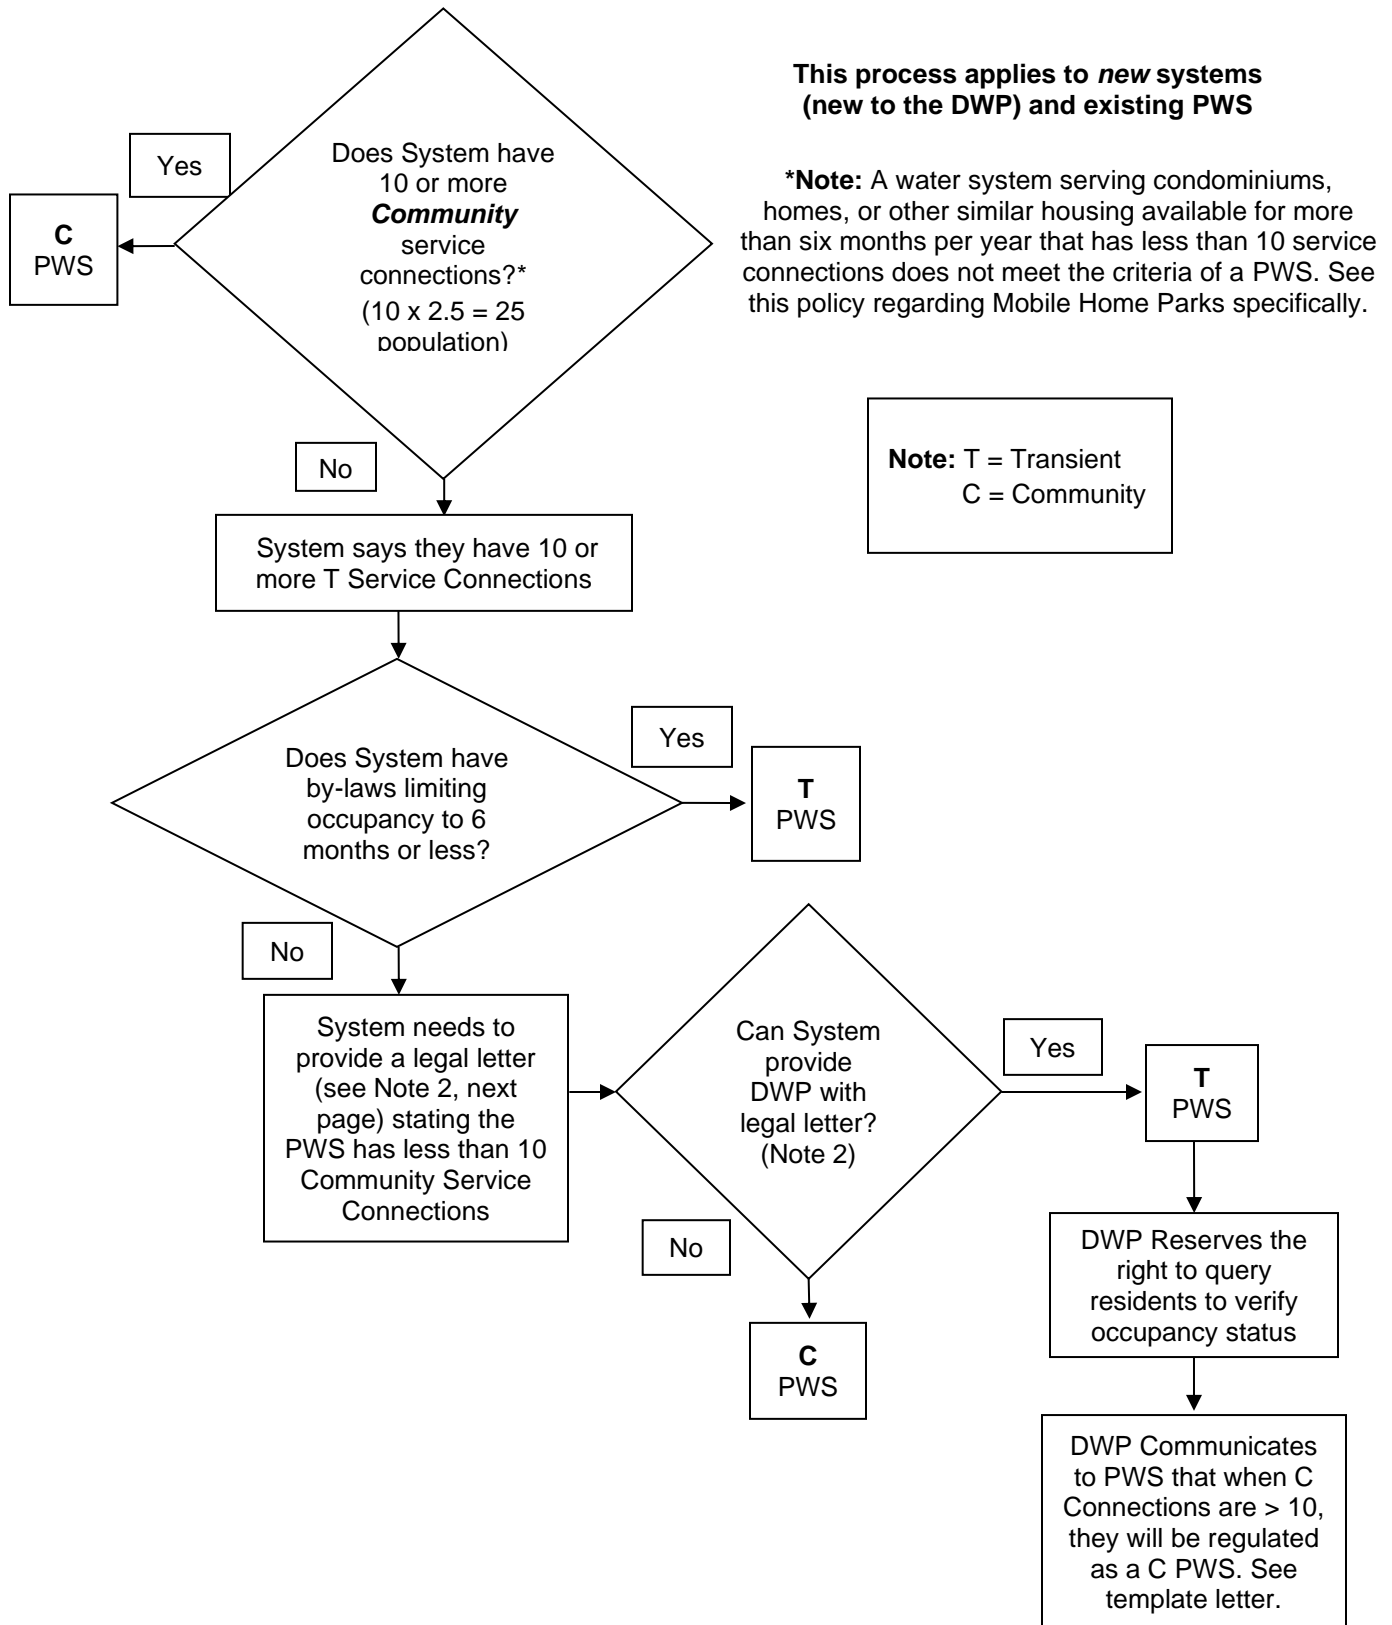 This process applies to new systems
(new to the DWP) and existing PWS
*Note: A water system serving condominiums,
homes, or other similar housing available for more
than six months per year that has less than 10 service
connections does not meet the criteria of a PWS. See
this policy regarding Mobile Home Parks specifically.
Note: T = Transient
C = Community
Does System have
10 or more
Community
service
connections?*
(10 x 2.5 = 25
population)
Yes
C
PWS
No
System says they have 10 or
more T Service Connections
Does System have
by-laws limiting
occupancy to 6
months or less?
Yes
T
PWS
No
System needs to
provide a legal letter
(see Note 2, next
page) stating the
PWS has less than 10
Community Service
Connections
Can System
provide
DWP with
legal letter?
(Note 2)
Yes
T
PWS
No
C
PWS
DWP Reserves the
right to query
residents to verify
occupancy status
DWP Communicates
to PWS that when C
Connections are > 10,
they will be regulated
as a C PWS. See
template letter.